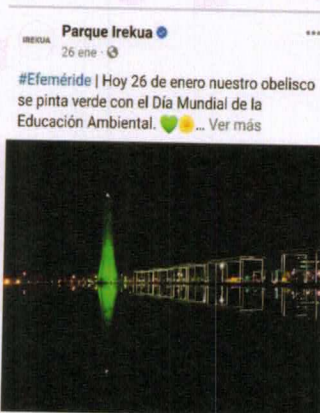 IREKUA
Parque Irekua
26 ene ·
#Efeméride | Hoy 26 de enero nuestro obelisco
se pinta verde con el Día Mundial de la
Educación Ambiental. 💚🌼... Ver más